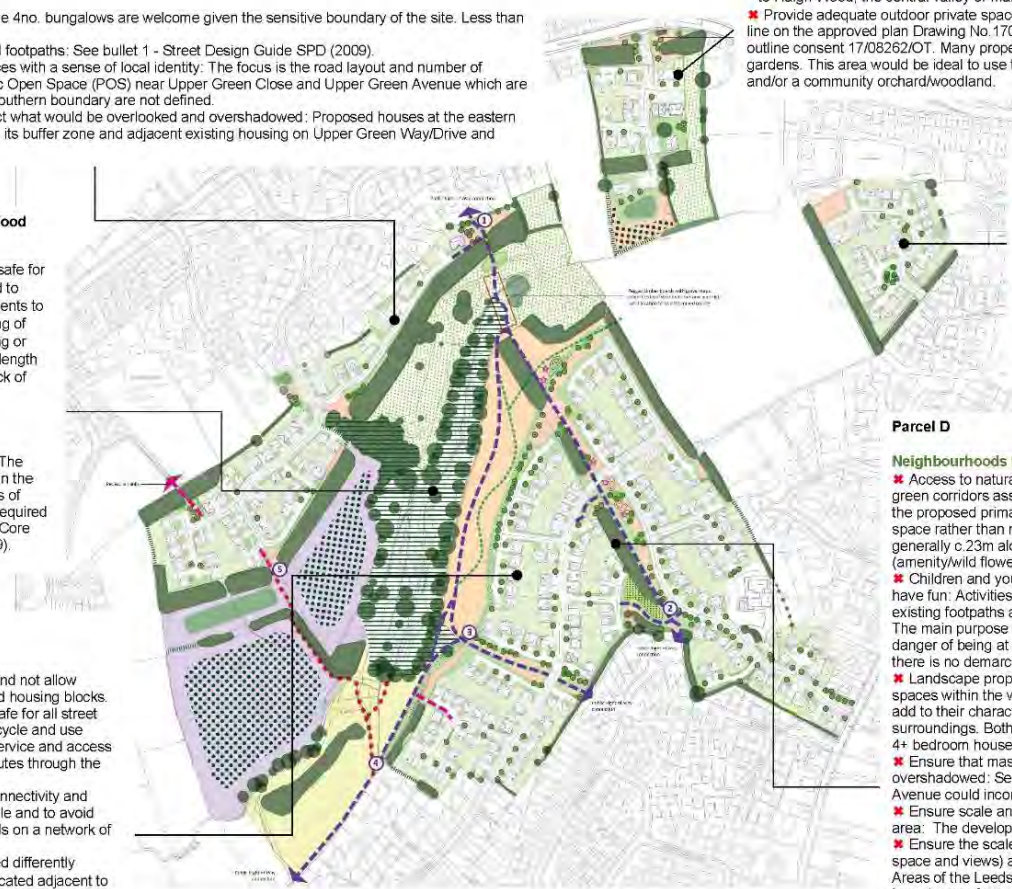 e 4no. bungalows are welcome given the sensitive boundary of the site. Less than
d footpaths: See bullet 1 - Street Design Guide SPD (2009).
ces with a sense of local identity: The focus is the road layout and number of
c Open Space (POS) near Upper Green Close and Upper Green Avenue which are
outhern boundary are not defined.
ct what would be overlooked and overshadowed: Proposed houses at the eastern
its buffer zone and adjacent existing housing on Upper Green Way/Drive and
✖ Provide adequate outdoor private spac
line on the approved plan Drawing No.170
outline consent 17/08262/OT. Many prope
gardens. This area would be ideal to use f
and/or a community orchard/woodland.
ood
safe for
d to
ents to
ng of
ng or
length
ck of
The
n the
s of
equired
Core
9).
nd not allow
d housing blocks.
afe for all street
cycle and use
ervice and access
utes through the
nnectivity and
le and to avoid
ds on a network of
ed differently
cated adjacent to
1
5
3
2
4
Parcel D
Neighbourhoods
✖ Access to natura
green corridors ass
the proposed prima
space rather than r
generally c.23m alo
(amenity/wild flowe
✖ Children and you
have fun: Activities
existing footpaths a
The main purpose
danger of being at
there is no demarc
✖ Landscape prop
spaces within the v
add to their charac
surroundings. Both
4+ bedroom house
✖ Ensure that mas
overshadowed: Se
Avenue could incor
✖ Ensure scale an
area: The develop
✖ Ensure the scale
space and views) a
Areas of the Leeds